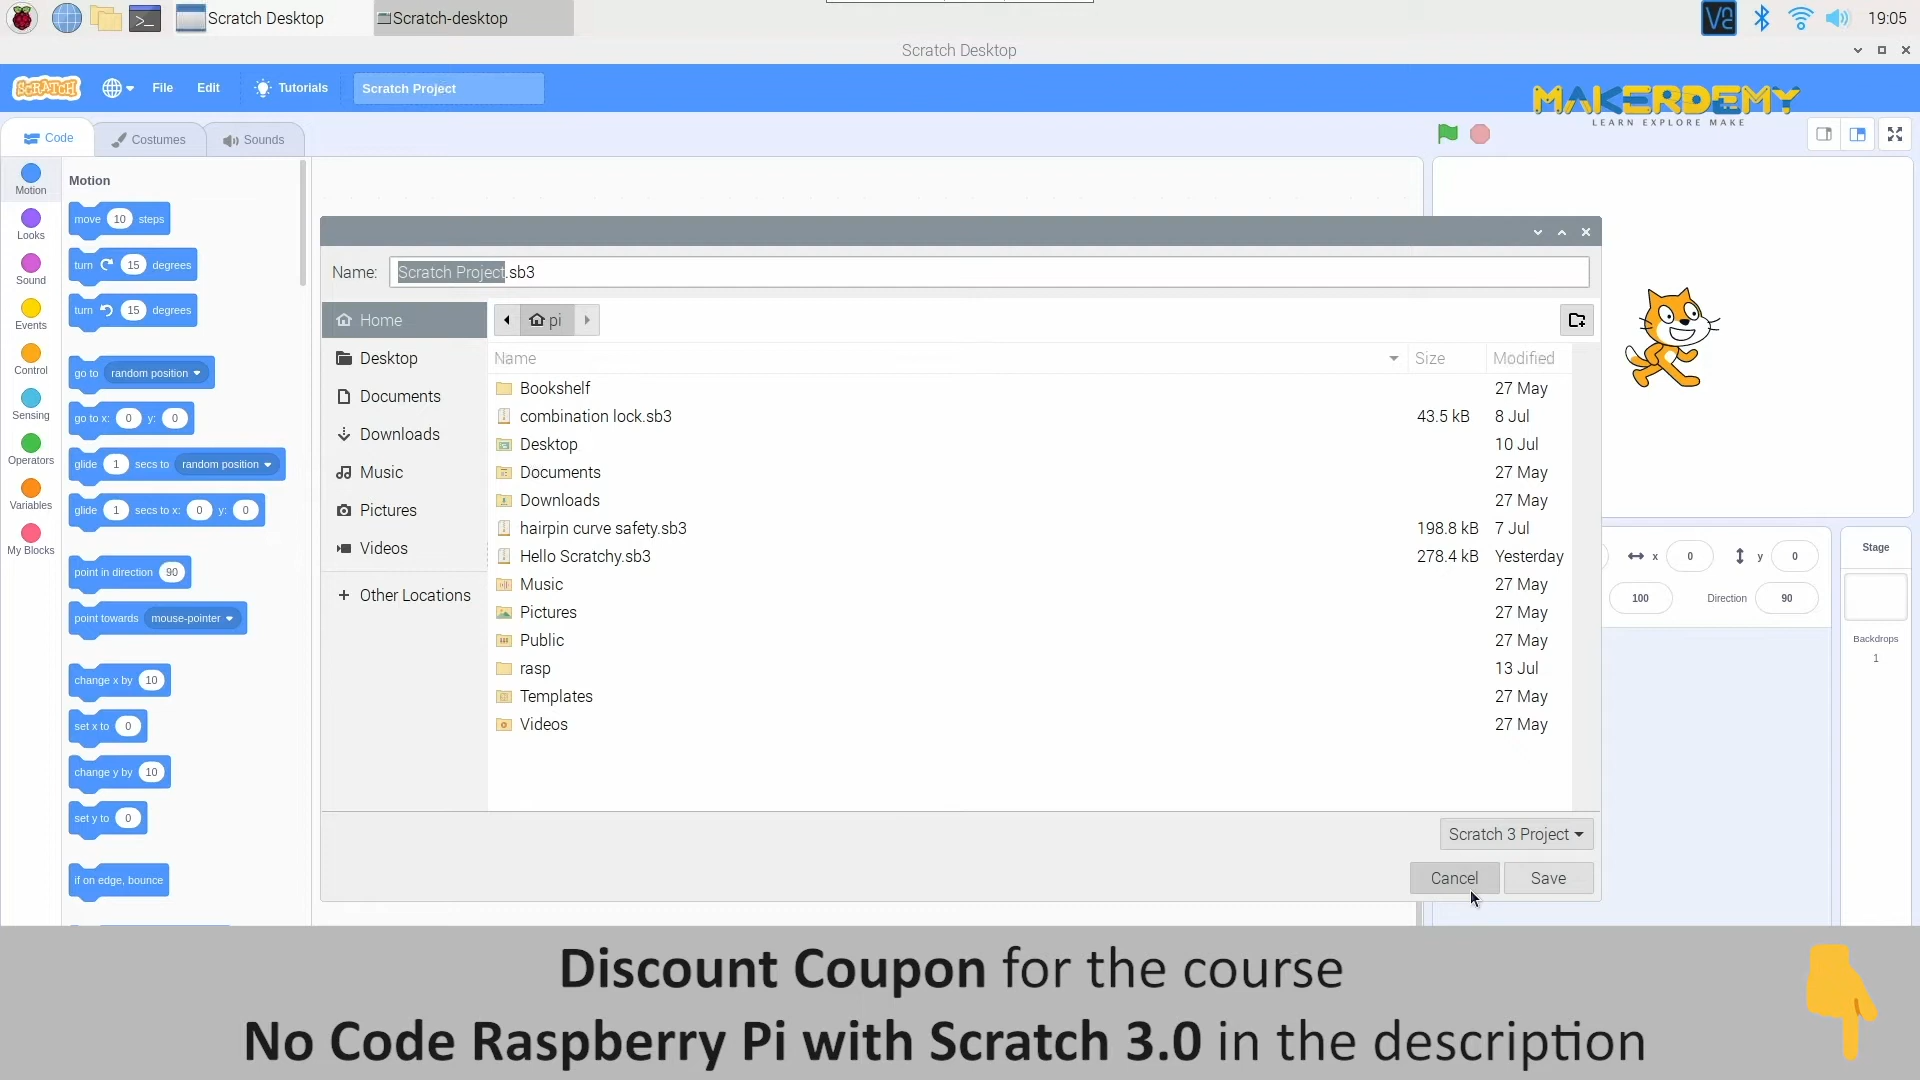 Scratch Desktop
Scratch-desktop
19:05
Scratch Desktop
SCRATCH
File
Edit
Tutorials
Scratch Project
MAKERDEMY
LEARN EXPLORE MAKE
Code
Costumes
Sounds
Motion
Looks
Sound
Events
Control
Sensing
Operators
Variables
My Blocks
Motion
move 10 steps
turn 15 degrees
turn 15 degrees
go to random position
go to x: 0 y: 0
glide 1 secs to random position
glide 1 secs to x: 0 y: 0
point in direction 90
point towards mouse-pointer
change x by 10
set x to 0
change y by 10
set y to 0
if on edge, bounce
Name: Scratch Project.sb3
Home
Desktop
Documents
Downloads
Music
Pictures
Videos
+ Other Locations
pi
Name Size Modified
Bookshelf 27 May
combination lock.sb3 43.5 kB 8 Jul
Desktop 10 Jul
Documents 27 May
Downloads 27 May
hairpin curve safety.sb3 198.8 kB 7 Jul
Hello Scratchy.sb3 278.4 kB Yesterday
Music 27 May
Pictures 27 May
Public 27 May
rasp 13 Jul
Templates 27 May
Videos 27 May
Scratch 3 Project
Cancel Save
x 0 y 0
100 Direction 90
Stage
Backdrops
1
Discount Coupon for the course
No Code Raspberry Pi with Scratch 3.0 in the description